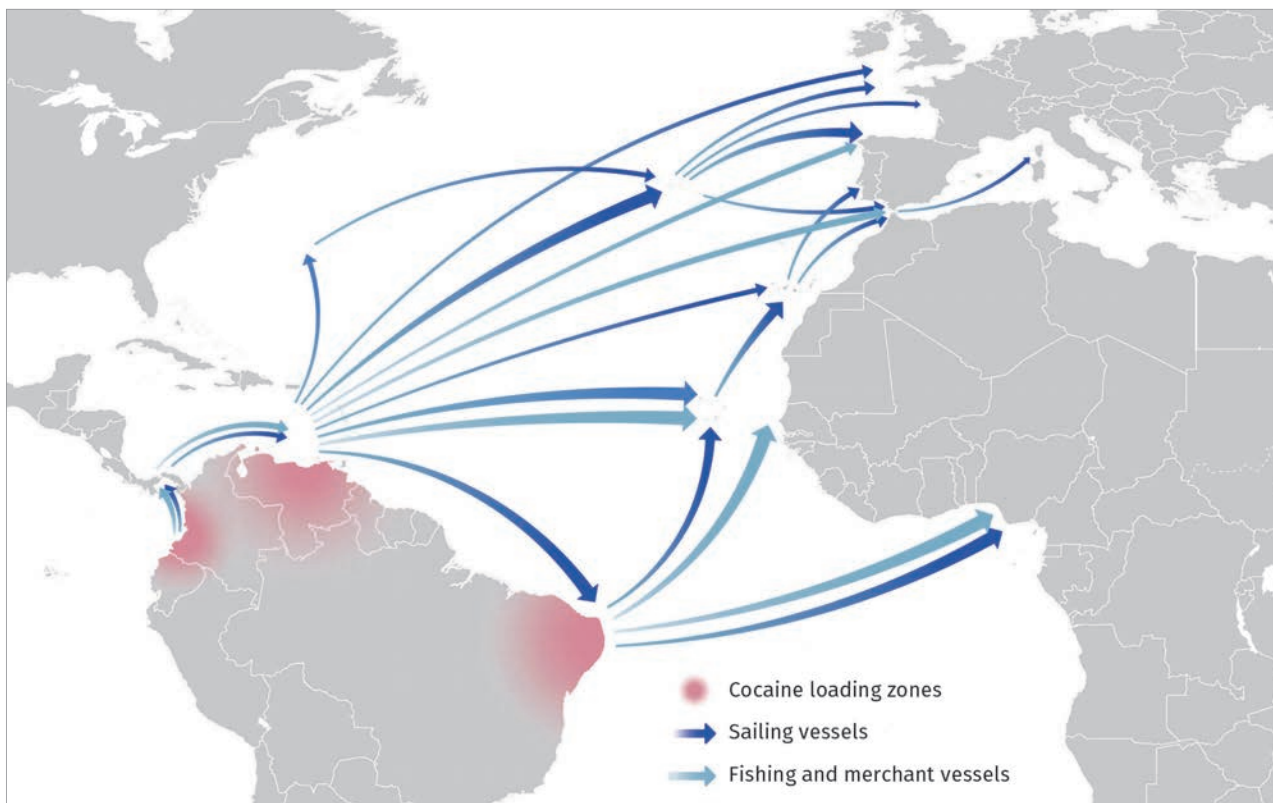 Cocaine loading zones
Sailing vessels
Fishing and merchant vessels